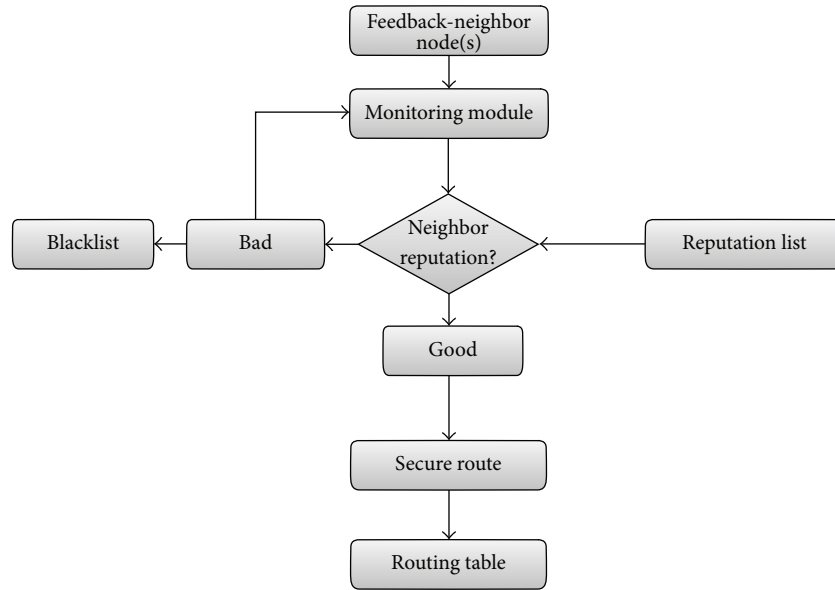 Feedback-neighbor
node(s)
Monitoring module
Blacklist
Bad
Neighbor
reputation?
Reputation list
Good
Secure route
Routing table